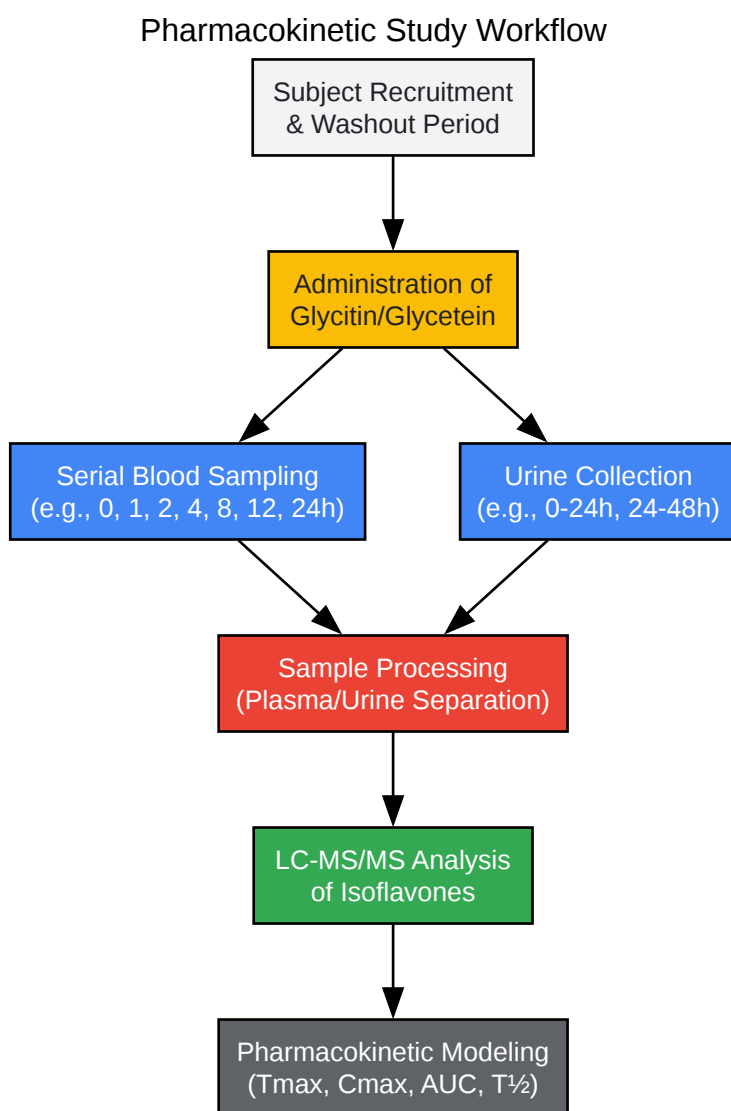 Pharmacokinetic Study Workflow
Subject Recruitment
& Washout Period
Administration of
Glycitin/Glycetein
Serial Blood Sampling
(e.g., 0, 1, 2, 4, 8, 12, 24h)
Urine Collection
(e.g., 0-24h, 24-48h)
Sample Processing
(Plasma/Urine Separation)
LC-MS/MS Analysis
of Isoflavones
Pharmacokinetic Modeling
(Tmax, Cmax, AUC, T½)